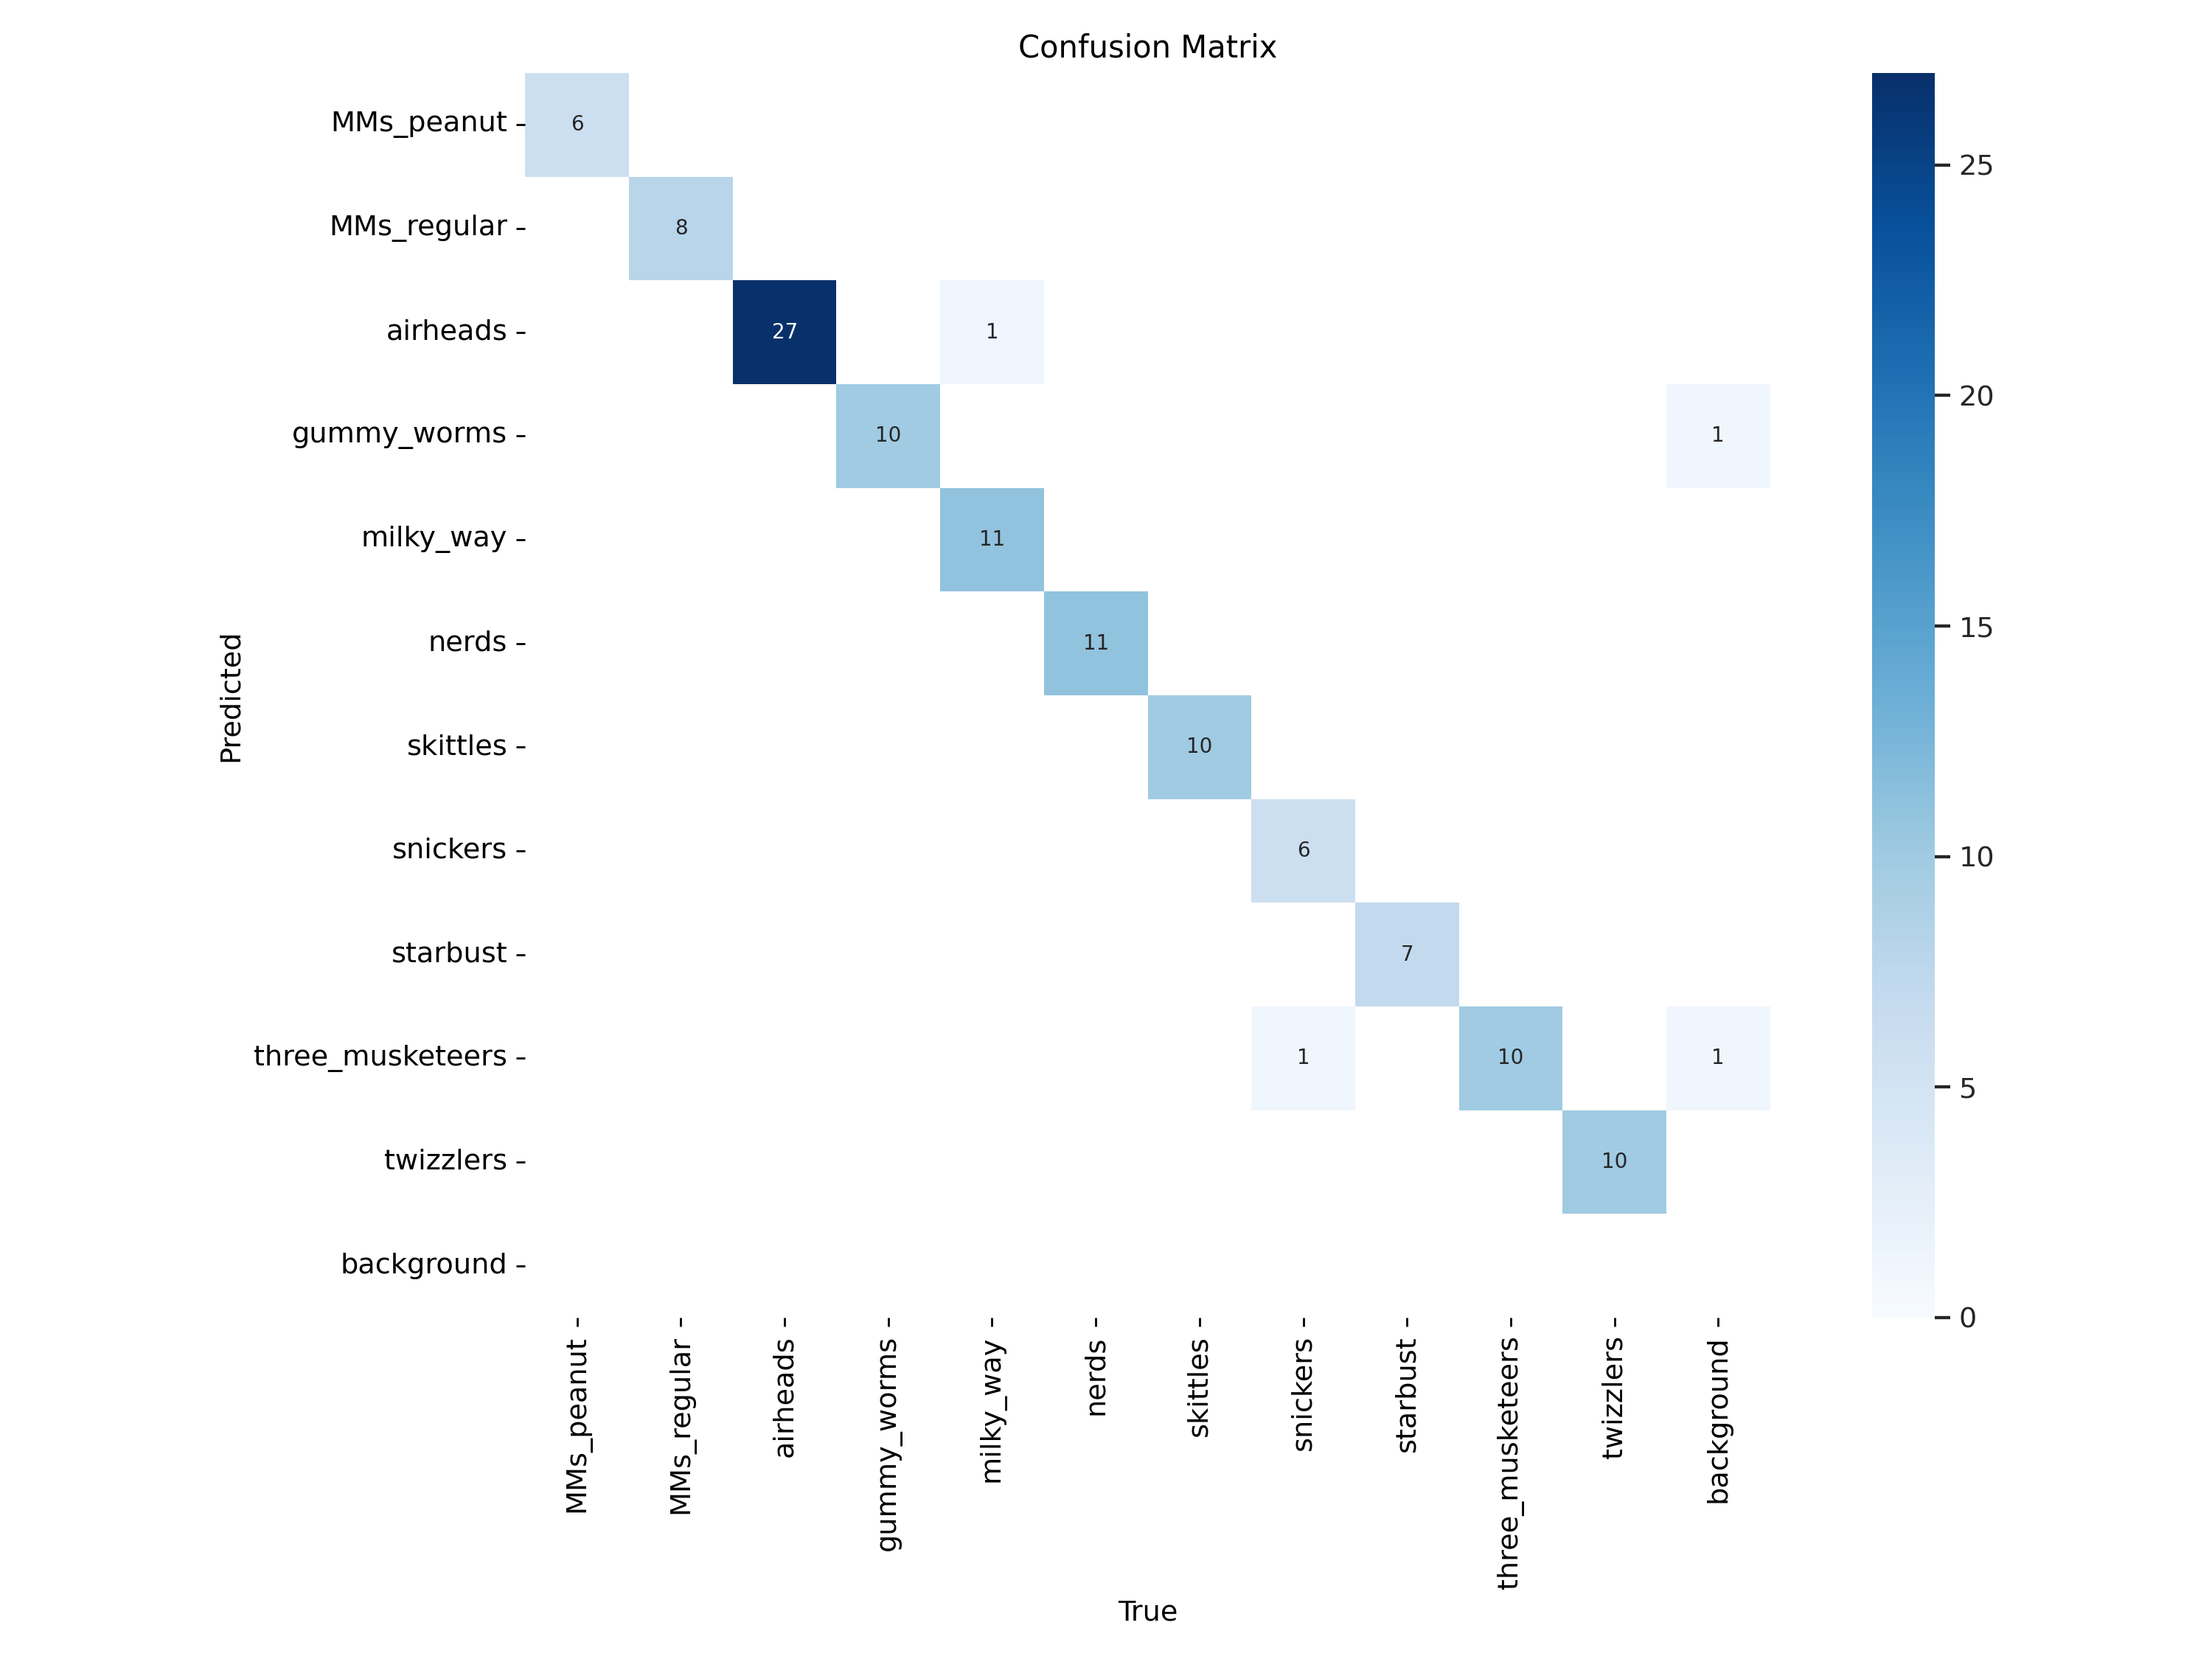 Confusion Matrix
MMs_peanut
6
MMs_regular
8
airheads
27
1
gummy_worms
10
1
milky_way
11
nerds
11
skittles
10
snickers
6
starbust
7
three_musketeers
1
10
1
twizzlers
10
background
Predicted
MMs_peanut
MMs_regular
airheads
gummy_worms
milky_way
nerds
skittles
snickers
starbust
three_musketeers
twizzlers
background
True
25
20
15
10
5
0